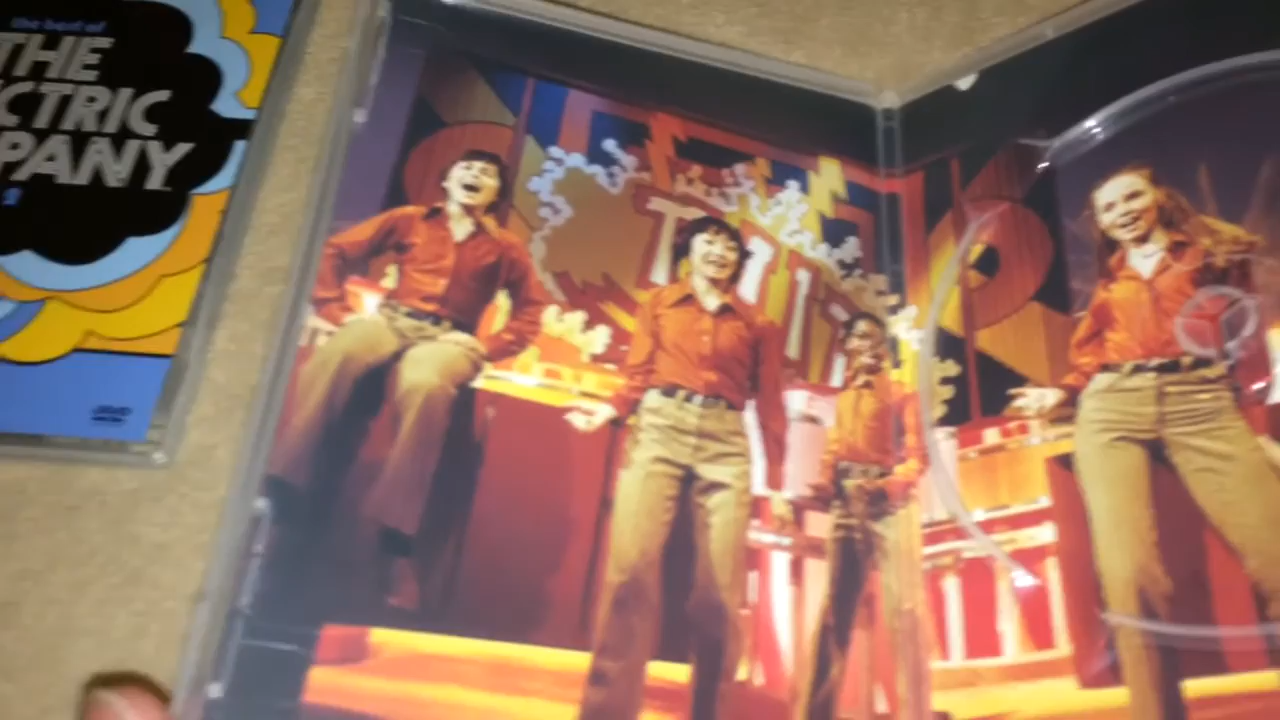 the best of
THE
CTRIC
PANY
DVD